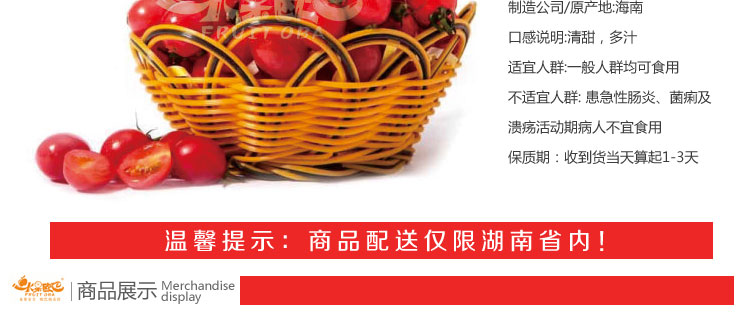 FRUIT OBA
制造公司/原产地:海南
口感说明:清甜，多汁
适宜人群:一般人群均可食用
不适宜人群: 患急性肠炎、菌痢及
溃疡活动期病人不宜食用
保质期：收到货当天算起1-3天
温馨提示：商品配送仅限湖南省内！
FRUIT OBA
商品展示
Merchandise
display